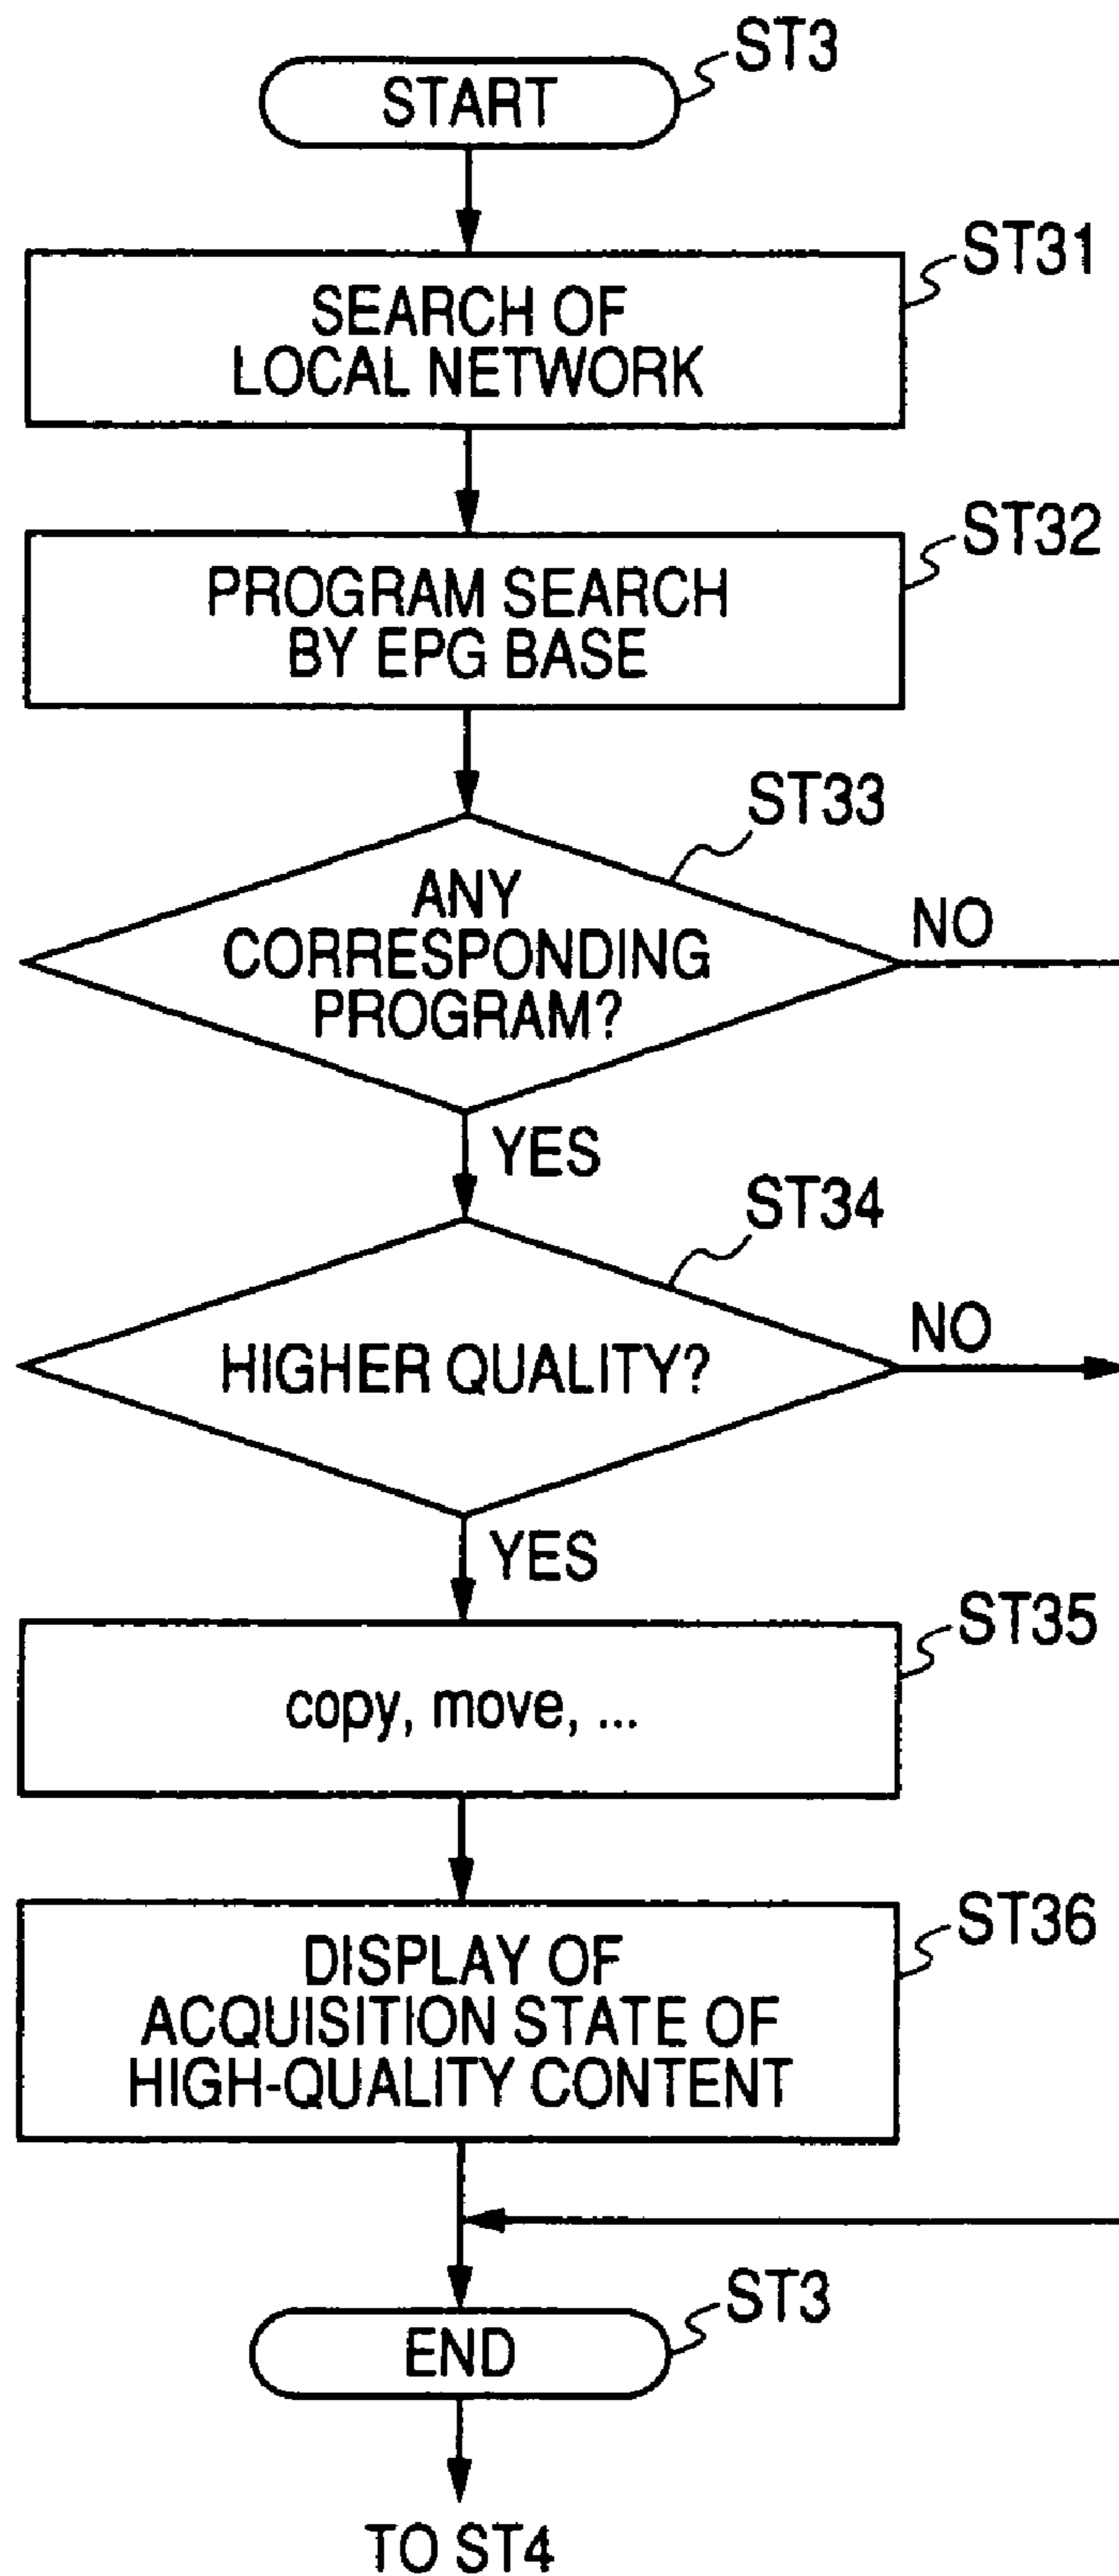 ST3
START
ST31
SEARCH OF
LOCAL NETWORK
ST32
PROGRAM SEARCH
BY EPG BASE
ST33
ANY
CORRESPONDING
PROGRAM?
NO
YES
ST34
HIGHER QUALITY?
NO
YES
ST35
copy, move, ...
ST36
DISPLAY OF
ACQUISITION STATE OF
HIGH-QUALITY CONTENT
ST3
END
TO ST4